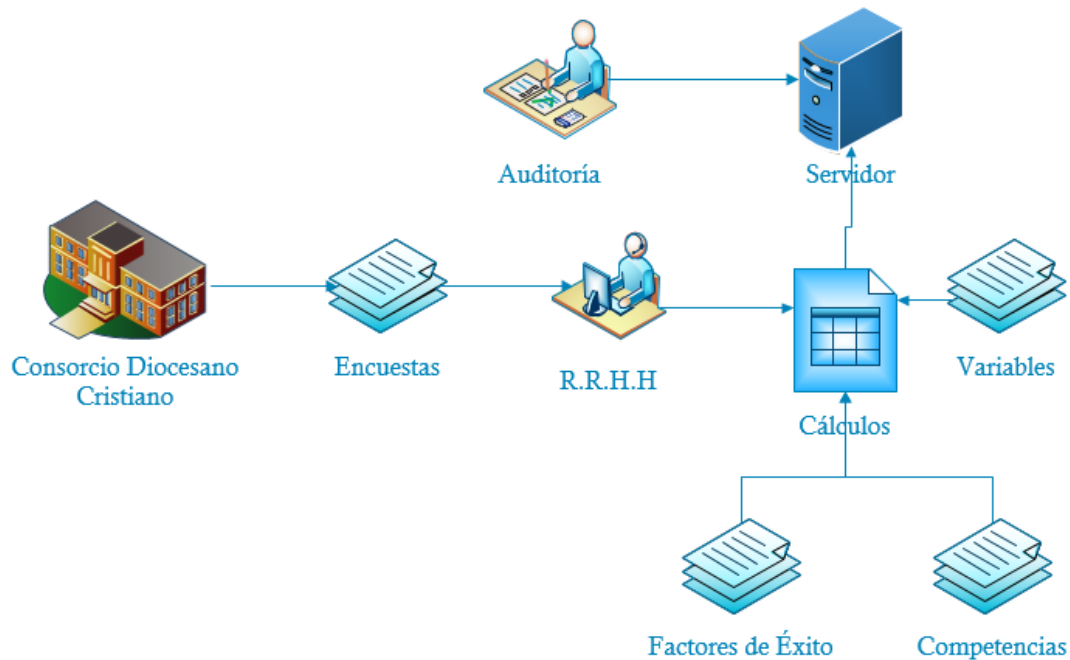 Auditoría
Servidor
Consorcio Diocesano
Cristiano
Encuestas
R.R.H.H
Variables
Cálculos
Factores de Éxito
Competencias